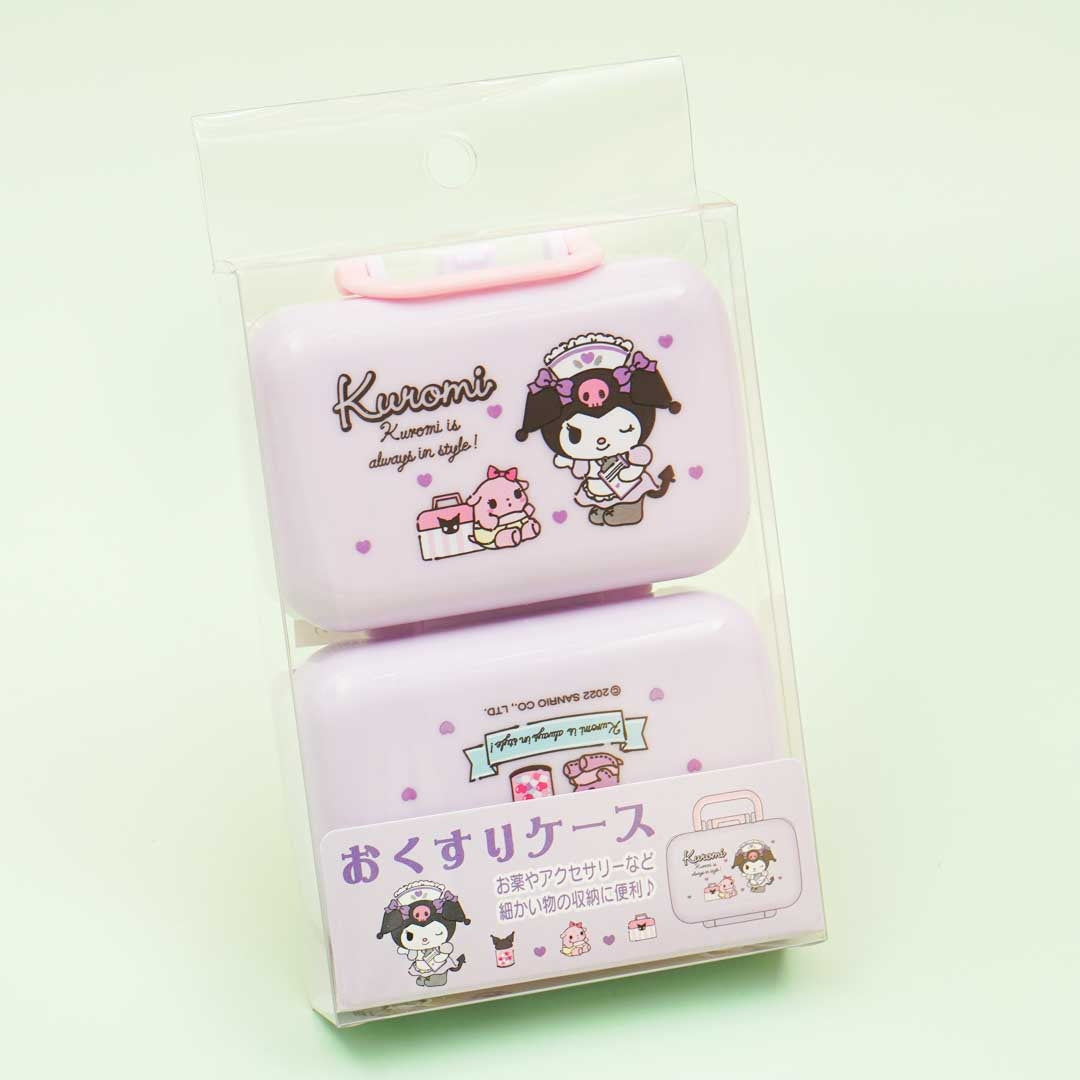 Kuromi
Kuromi is
always in style!
©2022 SANRIO CO., LTD.
Kuromi is always in style!
おくすりケース
お薬やアクセサリーなど
細かい物の収納に便利♪
Kuromi
Kuromi is
always in style!